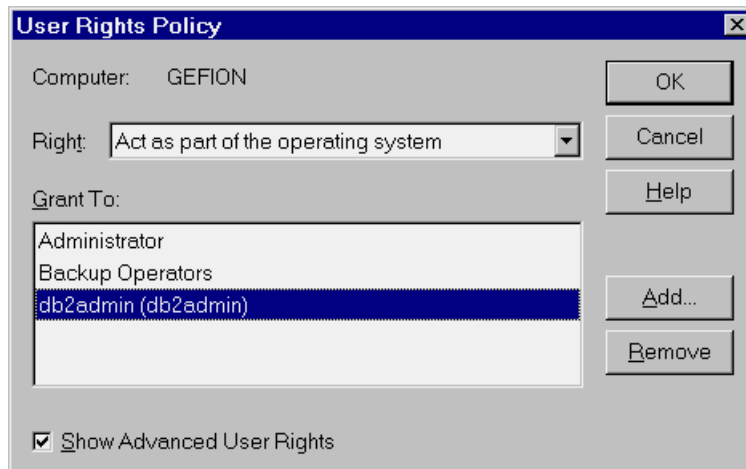 User Rights Policy
Computer: GEFION
OK
Right: Act as part of the operating system
Cancel
Help
Grant To:
Administrator
Backup Operators
db2admin (db2admin)
Add...
Remove
Show Advanced User Rights